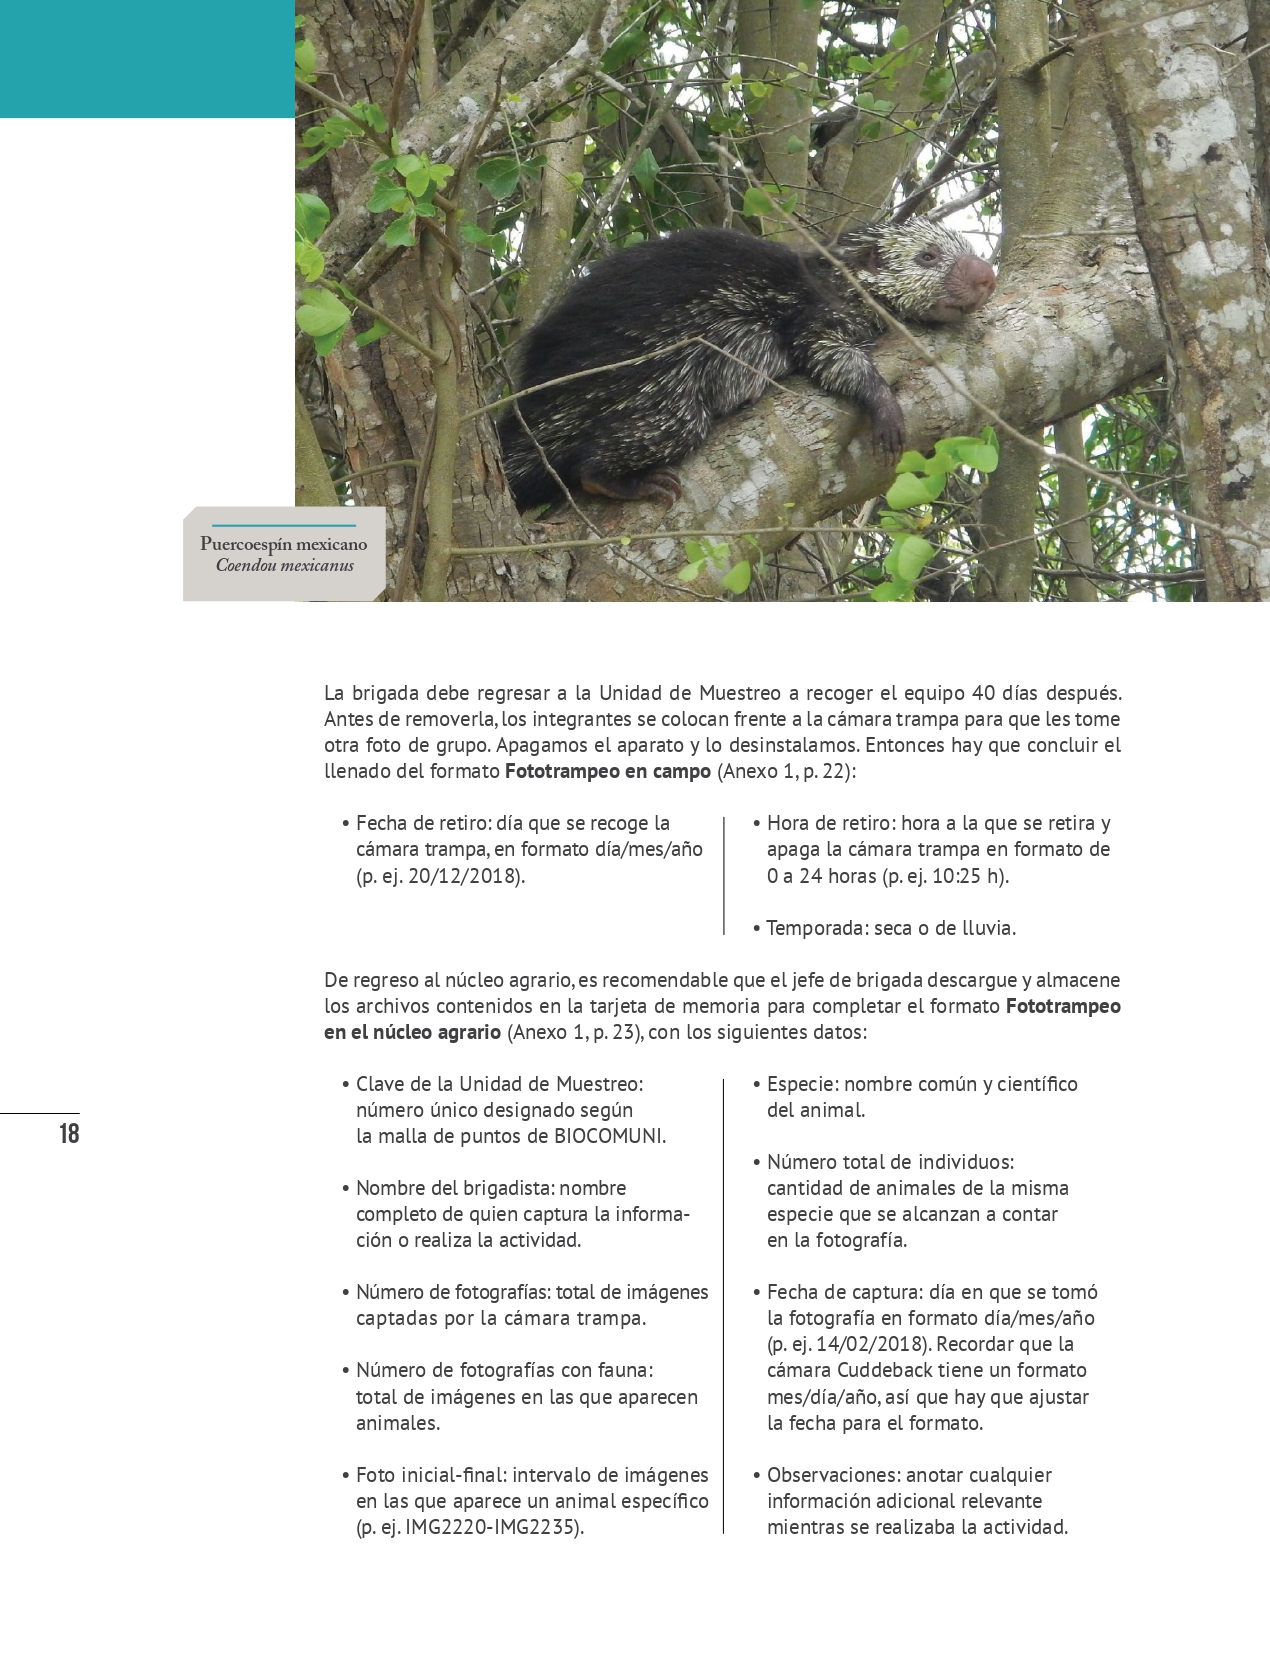 Puercoespín mexicano
Coendou mexicanus
La brigada debe regresar a la Unidad de Muestreo a recoger el equipo 40 días después.
Antes de removerla, los integrantes se colocan frente a la cámara trampa para que les tome
otra foto de grupo. Apagamos el aparato y lo desinstalamos. Entonces hay que concluir el
llenado del formato Fototrampeo en campo (Anexo 1, p. 22):
• Fecha de retiro: día que se recoge la
cámara trampa, en formato día/mes/año
(p. ej. 20/12/2018).
• Hora de retiro: hora a la que se retira y
apaga la cámara trampa en formato de
0 a 24 horas (p. ej. 10:25 h).
• Temporada: seca o de lluvia.
De regreso al núcleo agrario, es recomendable que el jefe de brigada descargue y almacene
los archivos contenidos en la tarjeta de memoria para completar el formato Fototrampeo
en el núcleo agrario (Anexo 1, p. 23), con los siguientes datos:
• Clave de la Unidad de Muestreo:
número único designado según
la malla de puntos de BIOCOMUNI.
• Nombre del brigadista: nombre
completo de quien captura la informa-
ción o realiza la actividad.
• Número de fotografías: total de imágenes
captadas por la cámara trampa.
• Número de fotografías con fauna:
total de imágenes en las que aparecen
animales.
• Foto inicial-final: intervalo de imágenes
en las que aparece un animal específico
(p. ej. IMG2220-IMG2235).
• Especie: nombre común y científico
del animal.
• Número total de individuos:
cantidad de animales de la misma
especie que se alcanzan a contar
en la fotografía.
• Fecha de captura: día en que se tomó
la fotografía en formato día/mes/año
(p. ej. 14/02/2018). Recordar que la
cámara Cuddeback tiene un formato
mes/día/año, así que hay que ajustar
la fecha para el formato.
• Observaciones: anotar cualquier
información adicional relevante
mientras se realizaba la actividad.
18